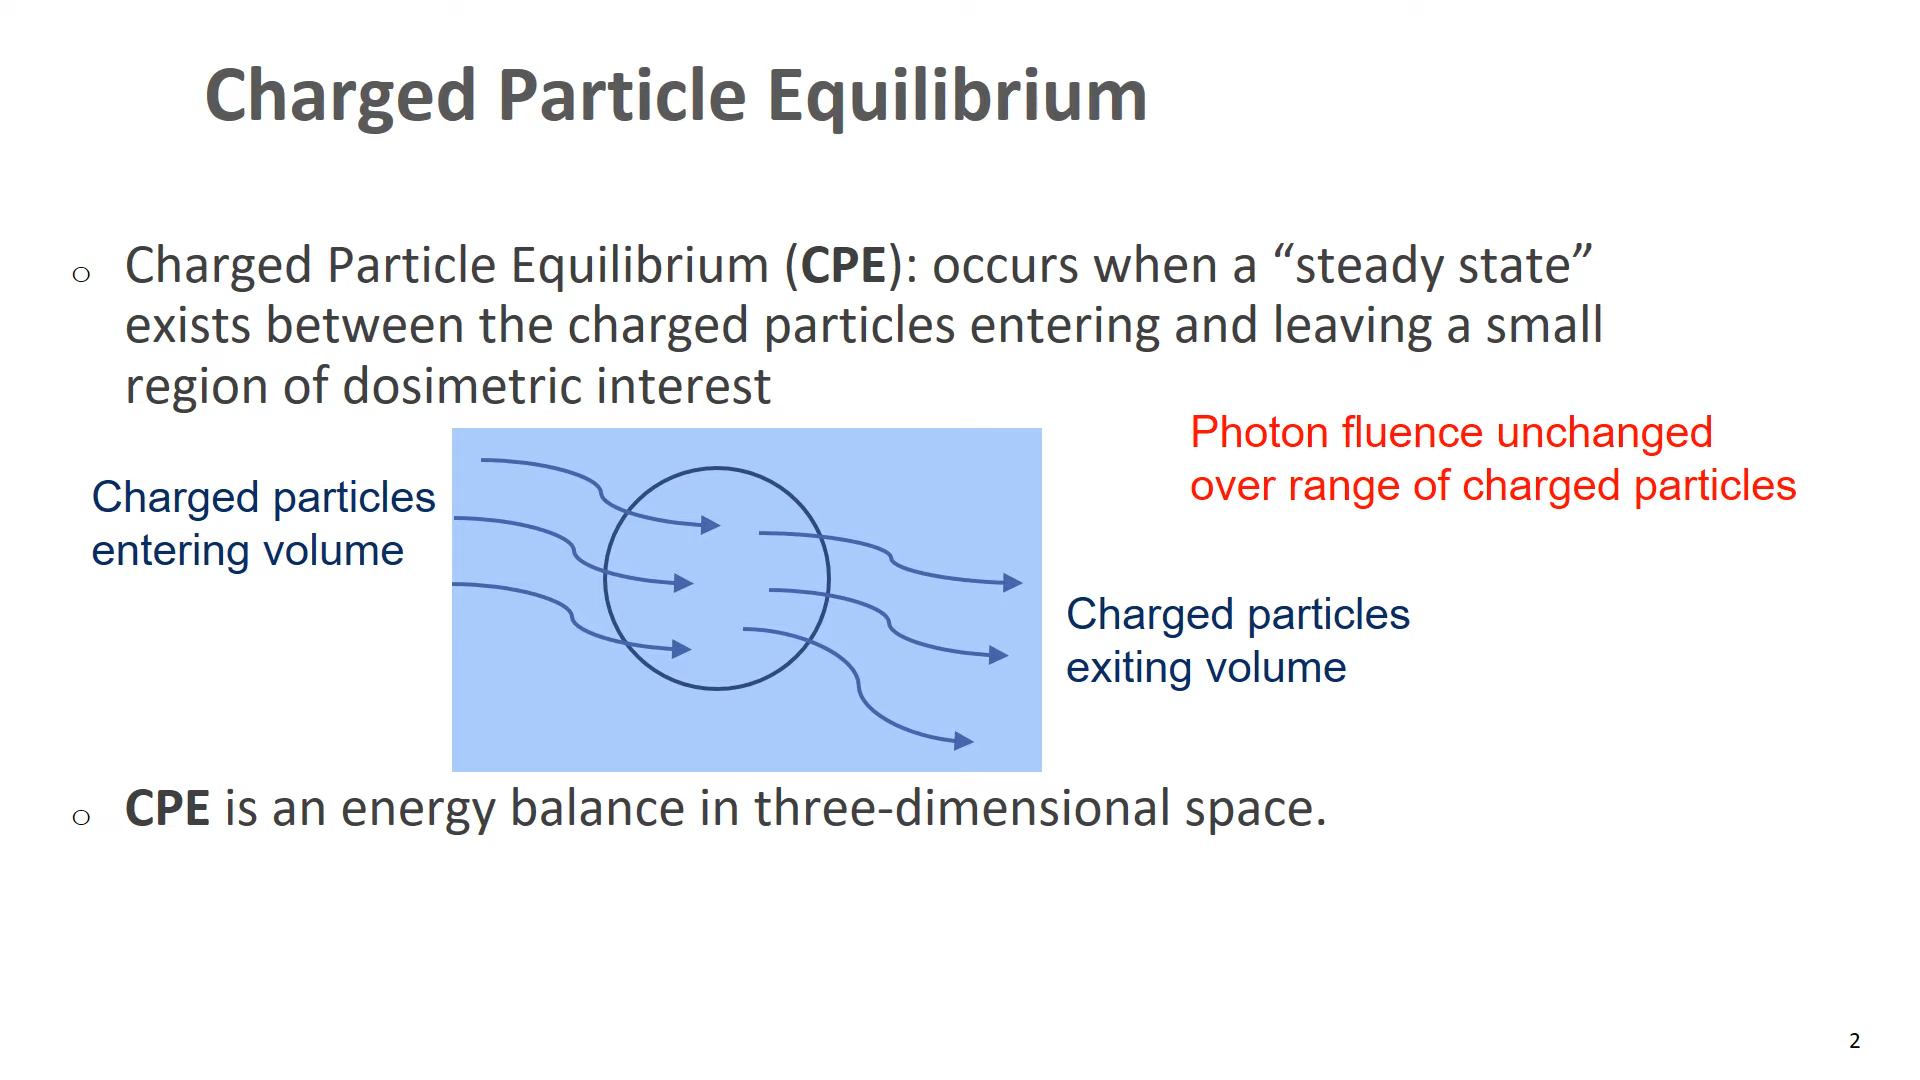 Charged Particle Equilibrium
Charged Particle Equilibrium (CPE): occurs when a “steady state”
exists between the charged particles entering and leaving a small
region of dosimetric interest
Photon fluence unchanged
over range of charged particles
Charged particles
entering volume
Charged particles
exiting volume
CPE is an energy balance in three-dimensional space.
2